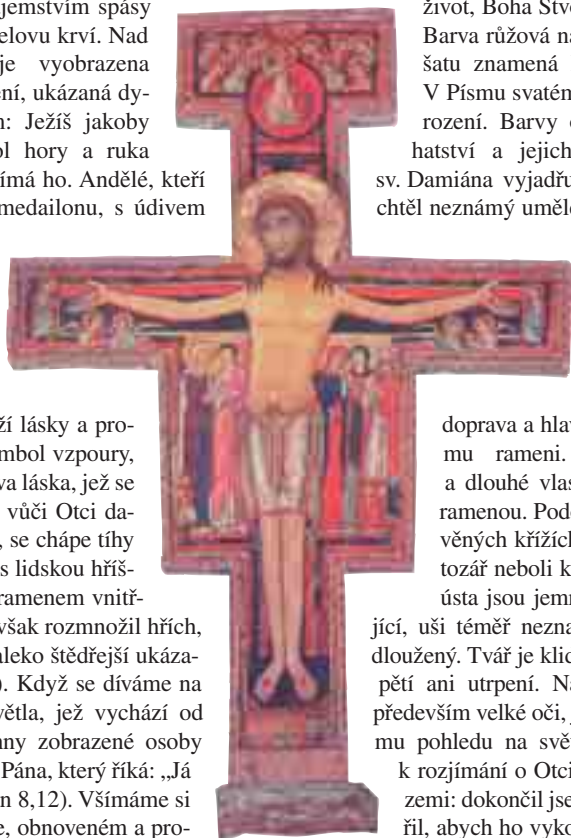 jemstvím spásy
elovu krví. Nad
je vyobrazena
ení, ukázaná dy-
n: Ježíš jakoby
ol hory a ruka
ímá ho. Andělé, kteří
medailonu, s údivem
ží lásky a pro-
mbol vzpoury,
va láska, jež se
vůči Otci da-
, se chápe tíhy
s lidskou hříš-
ramenem vnitř-
však rozmnožil hřích,
aleko štědřejší ukáza-
). Když se díváme na
větla, jež vychází od
nny zobrazené osoby
Pána, který říká: „Já
n 8,12). Všímáme si
e, obnoveném a pro-
život, Boha Stvo
Barva růžová na
šatu znamená
V Písmu svatém
rození. Barvy
hatství a jejich
sv. Damiána vyjadřu
chtěl neznámý uměle
doprava a hlav
mu rameni.
a dlouhé vlas
ramenou. Pod
věných křížích
tozář neboli k
ústa jsou jemn
jící, uši téměř nezna
dloužený. Tvář je klid
pětí ani utrpení. Na
především velké oči, j
mu pohledu na svě
k rozjímání o Otci
zemi: dokončil jse
řil, abych ho vyko